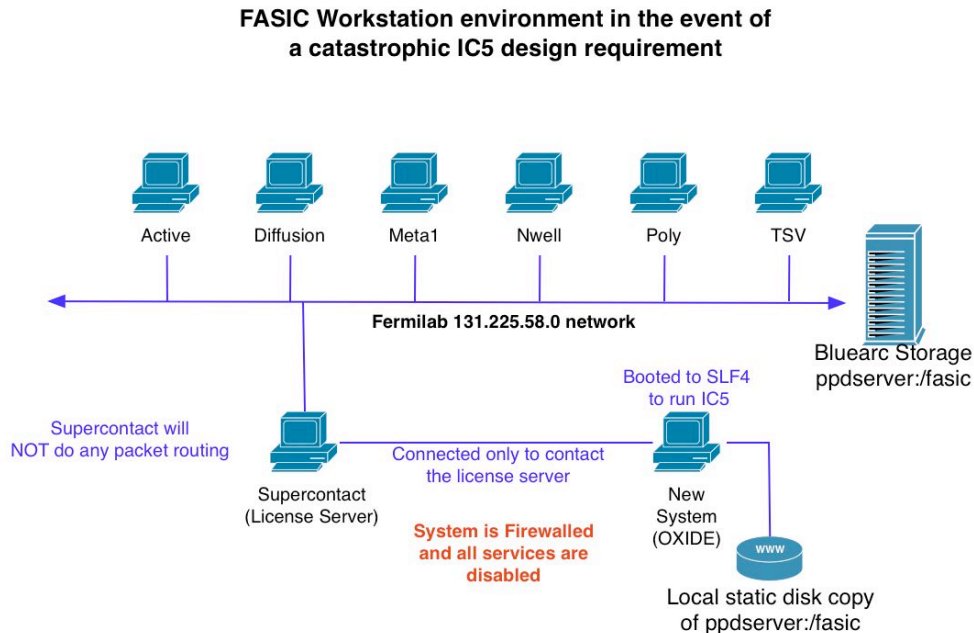 FASIC Workstation environment in the event of
a catastrophic IC5 design requirement
Active
Diffusion
Meta1
Nwell
Poly
TSV
Fermilab 131.225.58.0 network
Bluearc Storage
ppdserver:/fasic
Booted to SLF4
to run IC5
Supercontact will
NOT do any packet routing
Connected only to contact
the license server
Supercontact
(License Server)
New
System
(OXIDE)
System is Firewalled
and all services are
disabled
WWW
Local static disk copy
of ppdserver:/fasic